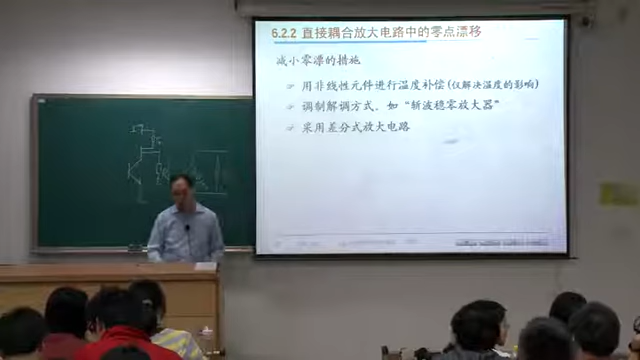 6.2.2 直接耦合放大电路中的零点漂移
减小零漂的措施
☞ 用非线性元件进行温度补偿(仅解决温度的影响)
☞ 调制解调方式。如“斩波稳零放大器”
☞ 采用差分式放大电路